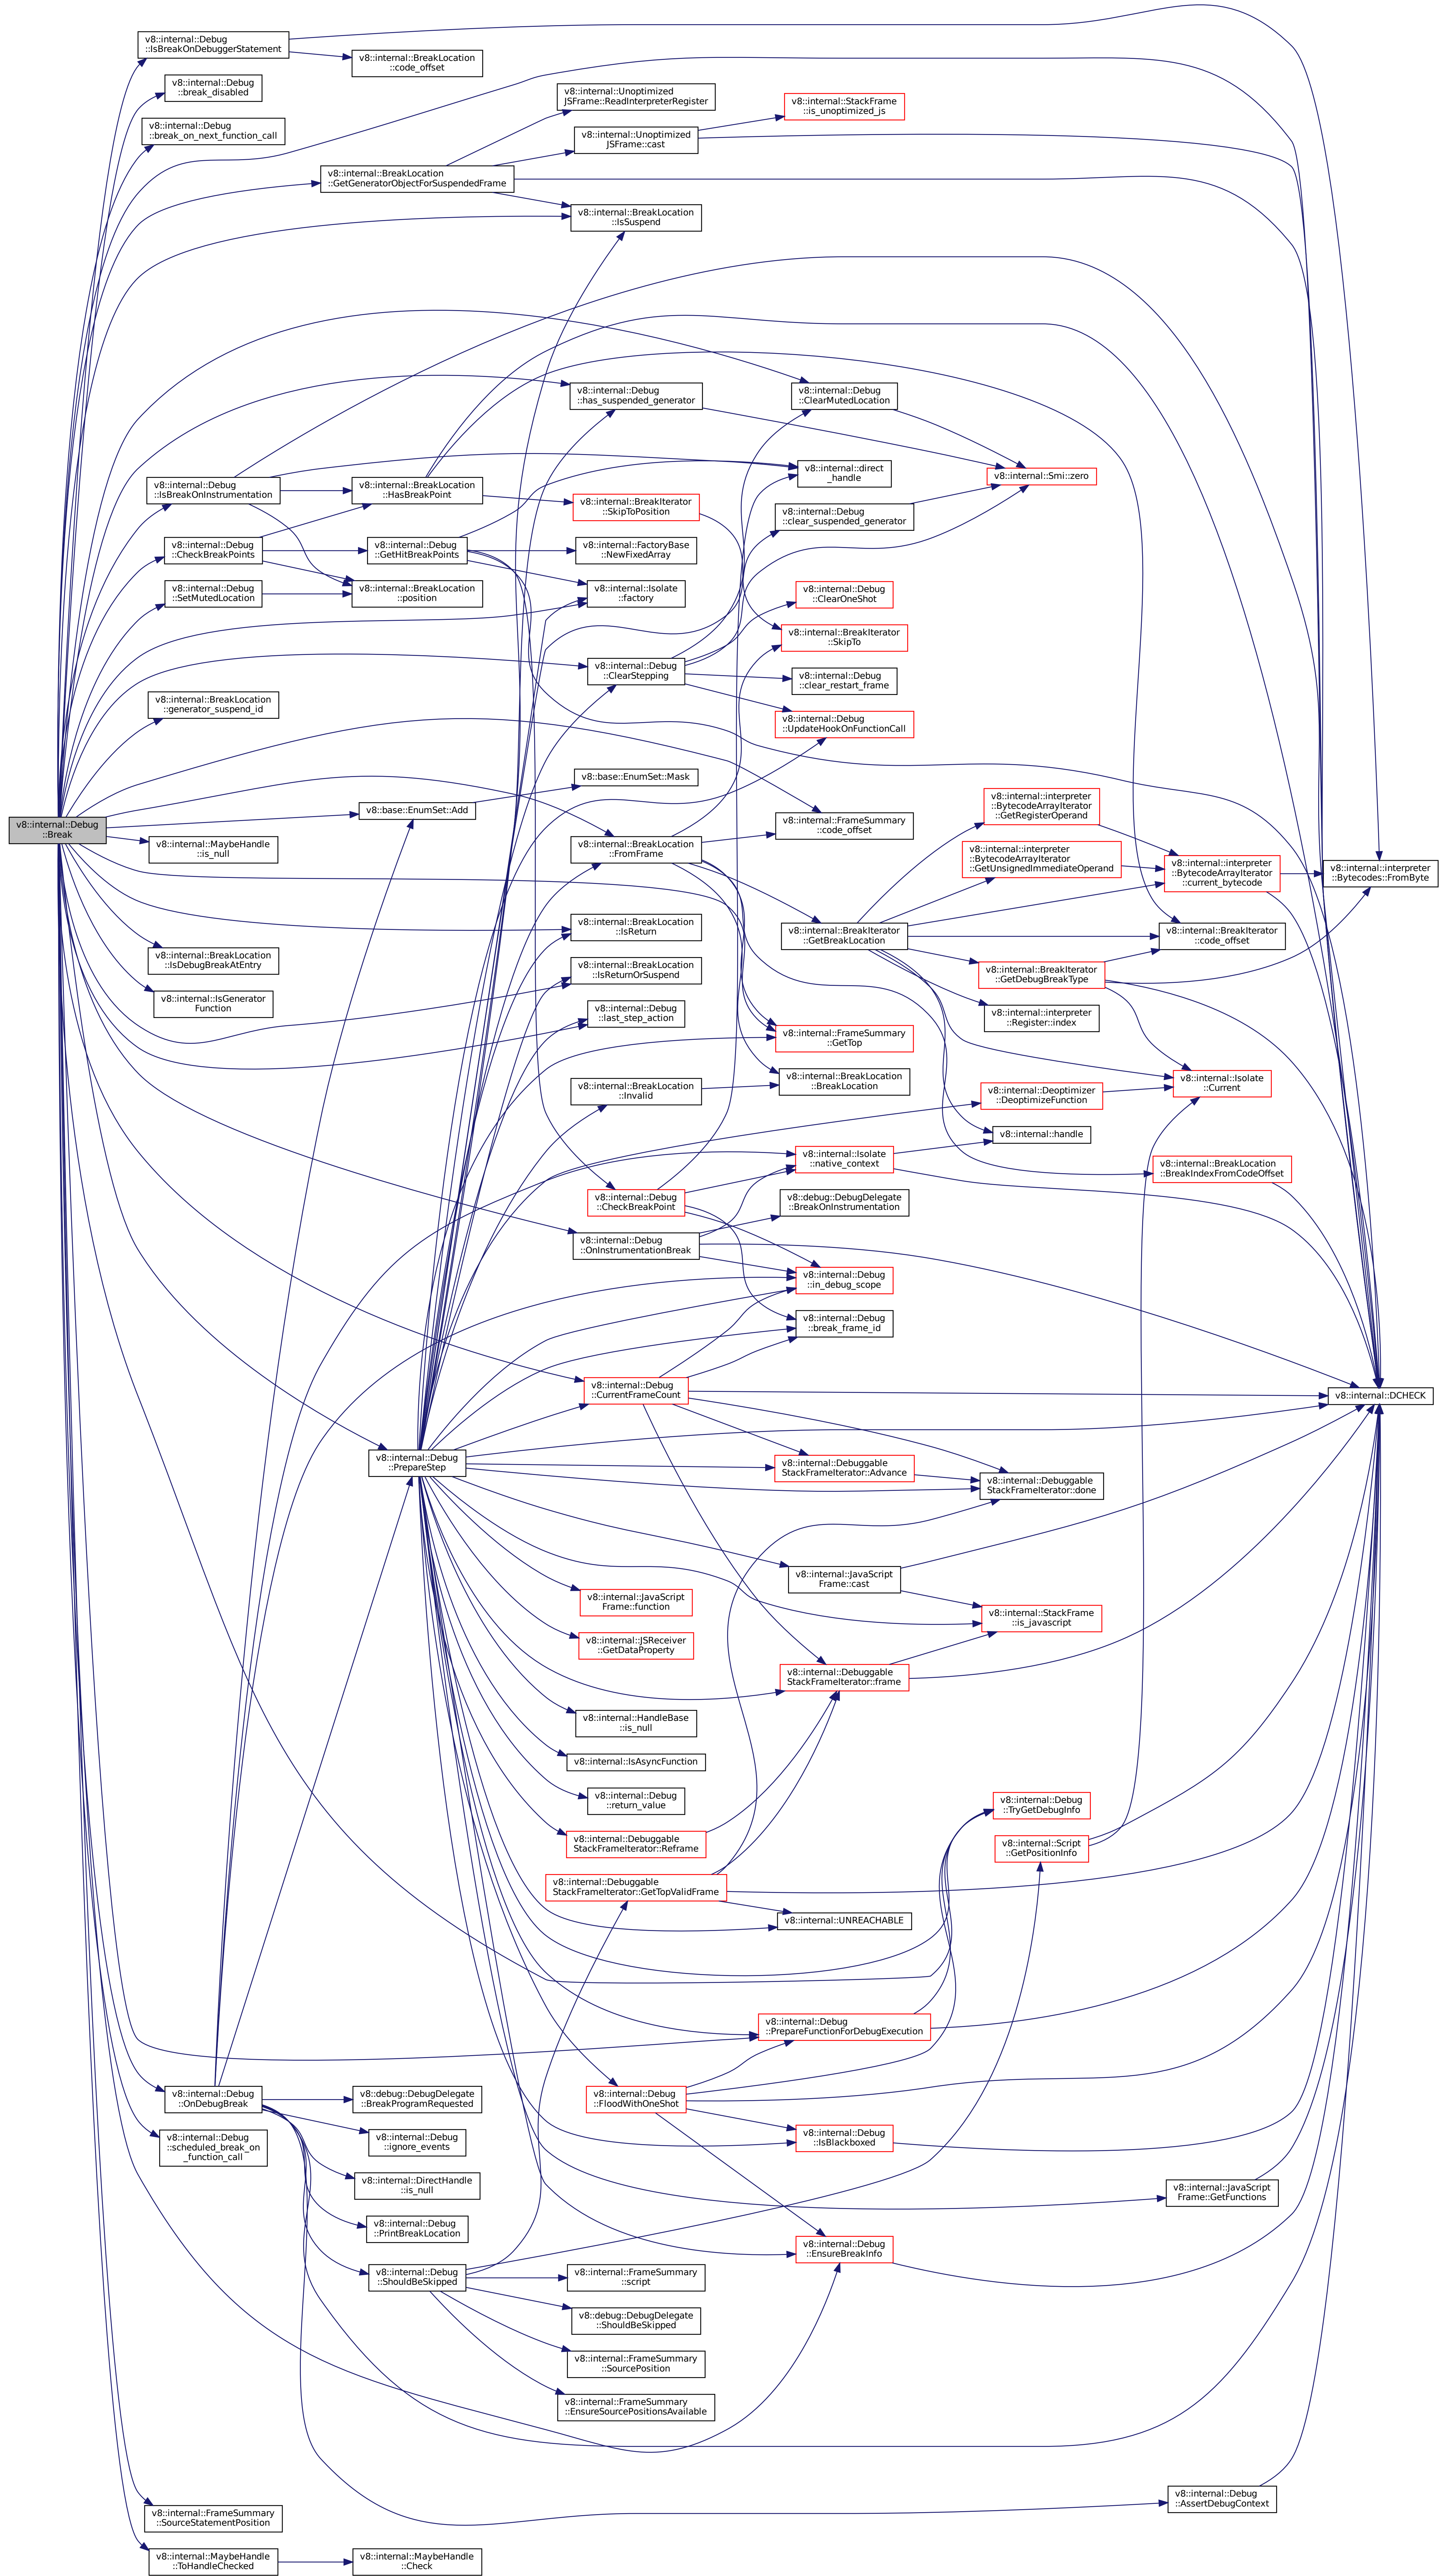 v8::internal::Debug
::IsBreakOnDebuggerStatement
v8::internal::BreakLocation
::code_offset
v8::internal::Debug
::break_disabled
v8::internal::Unoptimized
JSFrame::ReadInterpreterRegister
v8::internal::StackFrame
::is_unoptimized_js
v8::internal::Debug
::break_on_next_function_call
v8::internal::Unoptimized
JSFrame::cast
v8::internal::BreakLocation
::GetGeneratorObjectForSuspendedFrame
v8::internal::BreakLocation
::IsSuspend
v8::internal::Debug
::has_suspended_generator
v8::internal::Debug
::ClearMutedLocation
v8::internal::direct
_handle
v8::internal::Smi::zero
v8::internal::Debug
::IsBreakOnInstrumentation
v8::internal::BreakLocation
::HasBreakPoint
v8::internal::BreakIterator
::SkipToPosition
v8::internal::Debug
::clear_suspended_generator
v8::internal::Debug
::CheckBreakPoints
v8::internal::Debug
::GetHitBreakPoints
v8::internal::FactoryBase
::NewFixedArray
v8::internal::Debug
::SetMutedLocation
v8::internal::BreakLocation
::position
v8::internal::Isolate
::factory
v8::internal::Debug
::ClearOneShot
v8::internal::BreakIterator
::SkipTo
v8::internal::Debug
::ClearStepping
v8::internal::Debug
::clear_restart_frame
v8::internal::BreakLocation
::generator_suspend_id
v8::internal::Debug
::UpdateHookOnFunctionCall
v8::base::EnumSet::Mask
v8::base::EnumSet::Add
v8::internal::FrameSummary
::code_offset
v8::internal::interpreter
::BytecodeArrayIterator
::GetRegisterOperand
v8::internal::Debug
::Break
v8::internal::MaybeHandle
::is_null
v8::internal::BreakLocation
::FromFrame
v8::internal::interpreter
::BytecodeArrayIterator
::GetUnsignedImmediateOperand
v8::internal::interpreter
::BytecodeArrayIterator
::current_bytecode
v8::internal::interpreter
::Bytecodes::FromByte
v8::internal::BreakLocation
::IsReturn
v8::internal::BreakIterator
::GetBreakLocation
v8::internal::BreakIterator
::code_offset
v8::internal::BreakLocation
::IsDebugBreakAtEntry
v8::internal::BreakLocation
::IsReturnOrSuspend
v8::internal::BreakIterator
::GetDebugBreakType
v8::internal::IsGenerator
Function
v8::internal::Debug
::last_step_action
v8::internal::interpreter
::Register::index
v8::internal::FrameSummary
::GetTop
v8::internal::BreakLocation
::Invalid
v8::internal::BreakLocation
::BreakLocation
v8::internal::Deoptimizer
::DeoptimizeFunction
v8::internal::Isolate
::Current
v8::internal::handle
v8::internal::Isolate
::native_context
v8::internal::BreakLocation
::BreakIndexFromCodeOffset
v8::internal::Debug
::CheckBreakPoint
v8::debug::DebugDelegate
::BreakOnInstrumentation
v8::internal::Debug
::OnInstrumentationBreak
v8::internal::Debug
::in_debug_scope
v8::internal::Debug
::break_frame_id
v8::internal::Debug
::CurrentFrameCount
v8::internal::DCHECK
v8::internal::Debug
::PrepareStep
v8::internal::Debuggable
StackFrameIterator::Advance
v8::internal::Debuggable
StackFrameIterator::done
v8::internal::JavaScript
Frame::cast
v8::internal::JavaScript
Frame::function
v8::internal::StackFrame
::is_javascript
v8::internal::JSReceiver
::GetDataProperty
v8::internal::Debuggable
StackFrameIterator::frame
v8::internal::HandleBase
::is_null
v8::internal::IsAsyncFunction
v8::internal::Debug
::return_value
v8::internal::Debug
::TryGetDebugInfo
v8::internal::Debuggable
StackFrameIterator::Reframe
v8::internal::Script
::GetPositionInfo
v8::internal::Debuggable
StackFrameIterator::GetTopValidFrame
v8::internal::UNREACHABLE
v8::internal::Debug
::PrepareFunctionForDebugExecution
v8::internal::Debug
::OnDebugBreak
v8::debug::DebugDelegate
::BreakProgramRequested
v8::internal::Debug
::FloodWithOneShot
v8::internal::Debug
::scheduled_break_on
_function_call
v8::internal::Debug
::ignore_events
v8::internal::Debug
::IsBlackboxed
v8::internal::DirectHandle
::is_null
v8::internal::JavaScript
Frame::GetFunctions
v8::internal::Debug
::PrintBreakLocation
v8::internal::Debug
::EnsureBreakInfo
v8::internal::Debug
::ShouldBeSkipped
v8::internal::FrameSummary
::script
v8::debug::DebugDelegate
::ShouldBeSkipped
v8::internal::FrameSummary
::SourcePosition
v8::internal::FrameSummary
::EnsureSourcePositionsAvailable
v8::internal::Debug
::AssertDebugContext
v8::internal::FrameSummary
::SourceStatementPosition
v8::internal::MaybeHandle
::ToHandleChecked
v8::internal::MaybeHandle
::Check